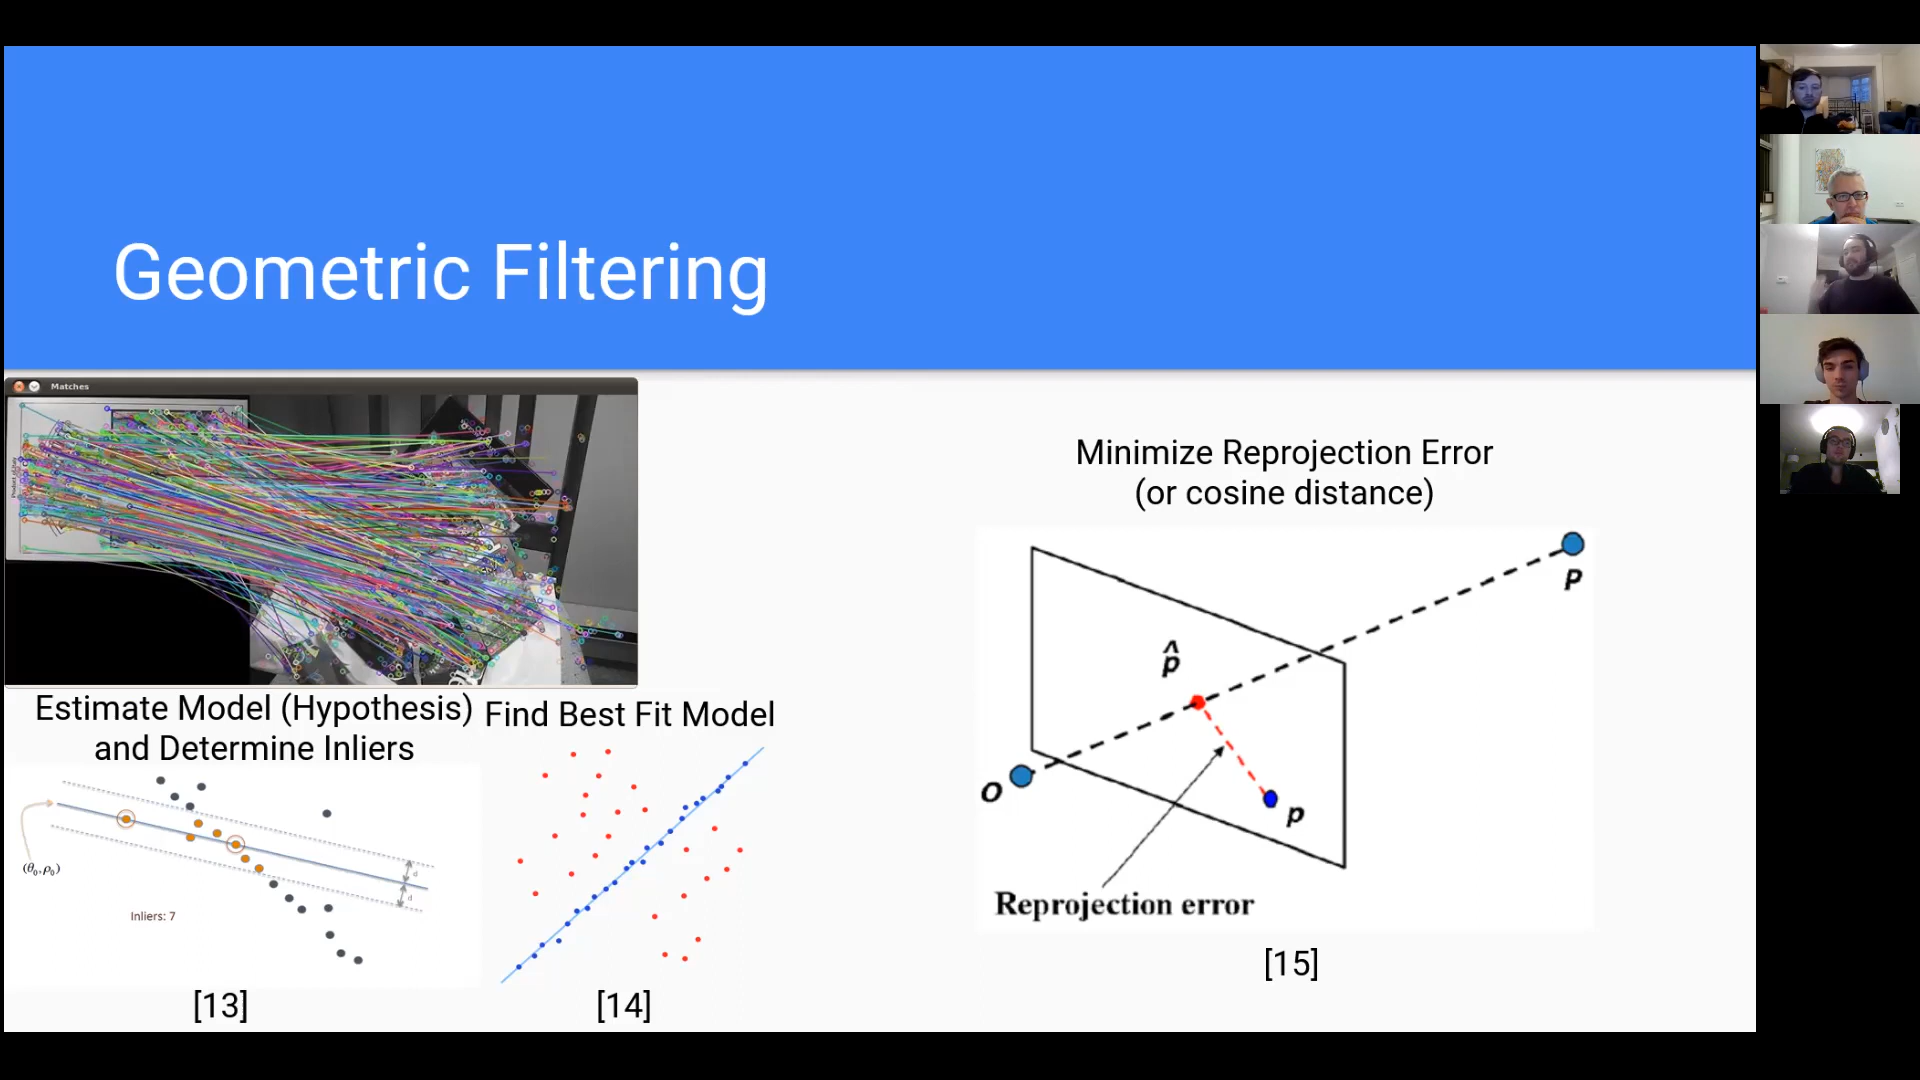 Geometric Filtering
Matches
Estimate Model (Hypothesis)
and Determine Inliers
(θ₀,ρ₀)
d
d
Inliers: 7
[13]
Find Best Fit Model
[14]
Minimize Reprojection Error
(or cosine distance)
P
p̂
O
p
Reprojection error
[15]